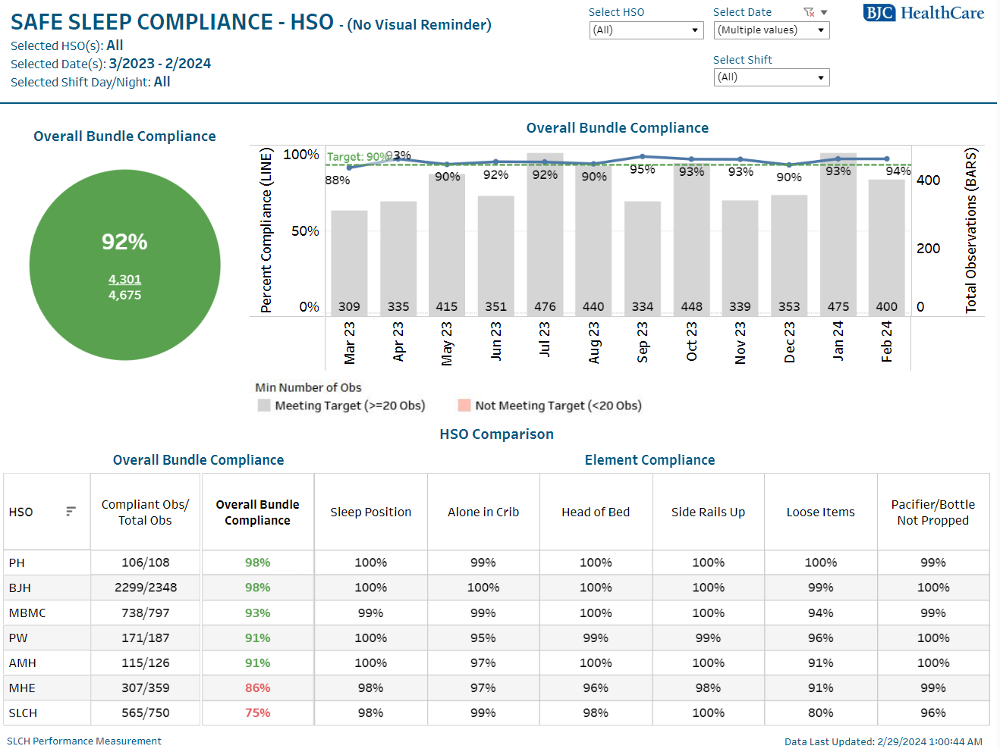 SAFE SLEEP COMPLIANCE - HSO - (No Visual Reminder)
Selected HSO(s): All
Selected Date(s): 3/2023 - 2/2024
Selected Shift Day/Night: All
Select HSO
(All)
Select Date
(Multiple values)
Select Shift
(All)
BJC HealthCare
Overall Bundle Compliance
92%
4,301
4,675
Overall Bundle Compliance
Percent Compliance (LINE)
100%
50%
0%
Target: 90%
88%
93%
90%
92%
92%
90%
95%
93%
93%
90%
93%
94%
309
335
415
351
476
440
334
448
339
353
475
400
Mar 23
Apr 23
May 23
Jun 23
Jul 23
Aug 23
Sep 23
Oct 23
Nov 23
Dec 23
Jan 24
Feb 24
400
200
0
Total Observations (BARS)
Min Number of Obs
Meeting Target (>=20 Obs)
Not Meeting Target (<20 Obs)
HSO Comparison
Overall Bundle Compliance
Element Compliance
HSO
Compliant Obs/
Total Obs
Overall Bundle
Compliance
Sleep Position
Alone in Crib
Head of Bed
Side Rails Up
Loose Items
Pacifier/Bottle
Not Propped
PH 106/108 98% 100% 99% 100% 100% 100% 99%
BJH 2299/2348 98% 100% 100% 100% 100% 99% 100%
MBMC 738/797 93% 99% 99% 100% 100% 94% 99%
PW 171/187 91% 100% 95% 99% 99% 96% 100%
AMH 115/126 91% 100% 97% 100% 100% 91% 100%
MHE 307/359 86% 98% 97% 96% 98% 91% 99%
SLCH 565/750 75% 98% 99% 98% 100% 80% 96%
SLCH Performance Measurement
Data Last Updated: 2/29/2024 1:00:44 AM